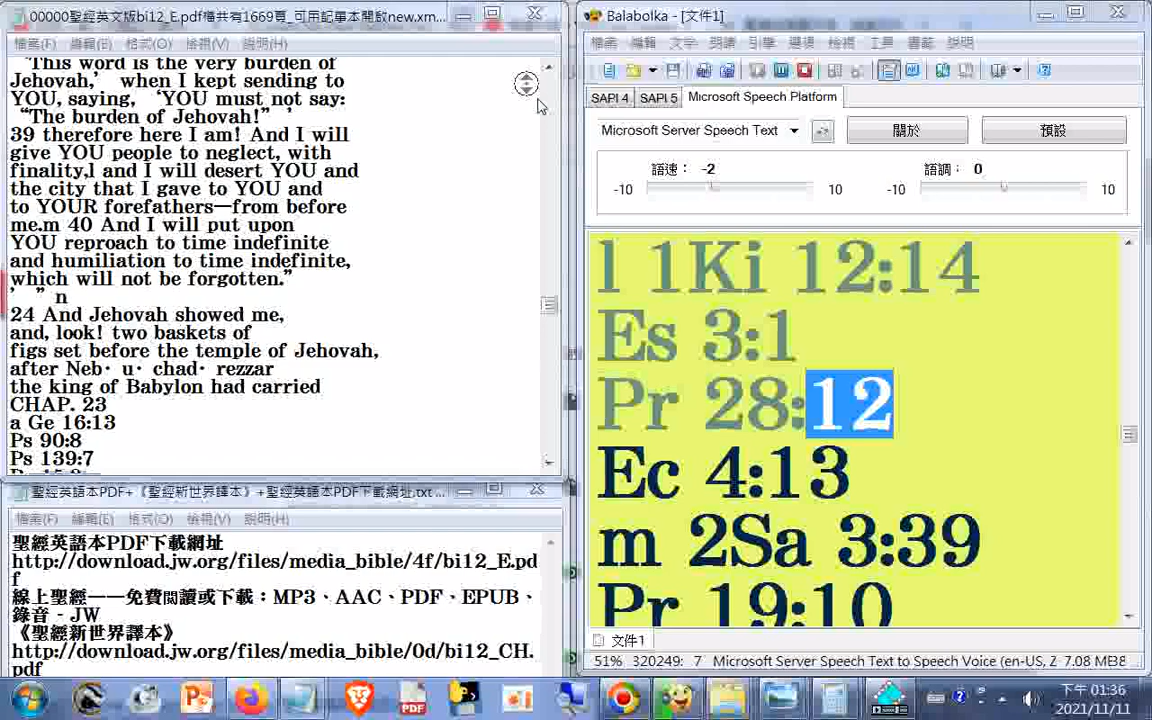 00000聖經英文版bi12_E.pdf檔共有1669頁_可用記事本開啟new.xm...
檔案(F) 編輯(E) 格式(O) 檢視(V) 說明(H)
"This word is the very burden of
Jehovah,' when I kept sending to
YOU, saying, 'YOU must not say:
"The burden of Jehovah!" '
39 therefore here I am! And I will
give YOU people to neglect, with
finality,l and I will desert YOU and
the city that I gave to YOU and
to YOUR forefathers—from before
me.m 40 And I will put upon
YOU reproach to time indefinite
and humiliation to time indefinite,
which will not be forgotten."
' "n
24 And Jehovah showed me,
and, look! two baskets of
figs set before the temple of Jehovah,
after Neb· u· chad· rezzar
the king of Babylon had carried
CHAP. 23
a Ge 16:13
Ps 90:8
Ps 139:7
聖經英語本PDF+《聖經新世界譯本》+聖經英語本PDF下載網址.txt ...
檔案(F) 編輯(E) 格式(O) 檢視(V) 說明(H)
聖經英語本PDF下載網址
http://download.jw.org/files/media_bible/4f/bi12_E.pd
f
線上聖經——免費閱讀或下載：MP3、AAC、PDF、EPUB、
錄音 - JW
《聖經新世界譯本》
http://download.jw.org/files/media_bible/0d/bi12_CH.
pdf
Balabolka - [文件1]
檔案 編輯 文字 朗讀 引擎 選項 檢視 工具 書籤 說明
SAPI 4 SAPI 5 Microsoft Speech Platform
Microsoft Server Speech Text 關於 預設
語速： -2 語調： 0
-10 10 -10 10
l 1Ki 12:14
Es 3:1
Pr 28:12
Ec 4:13
m 2Sa 3:39
Pr 19:10
文件1
51% 320249: 7 Microsoft Server Speech Text to Speech Voice (en-US, Z 7.08 MB
下午 01:36
2021/11/11